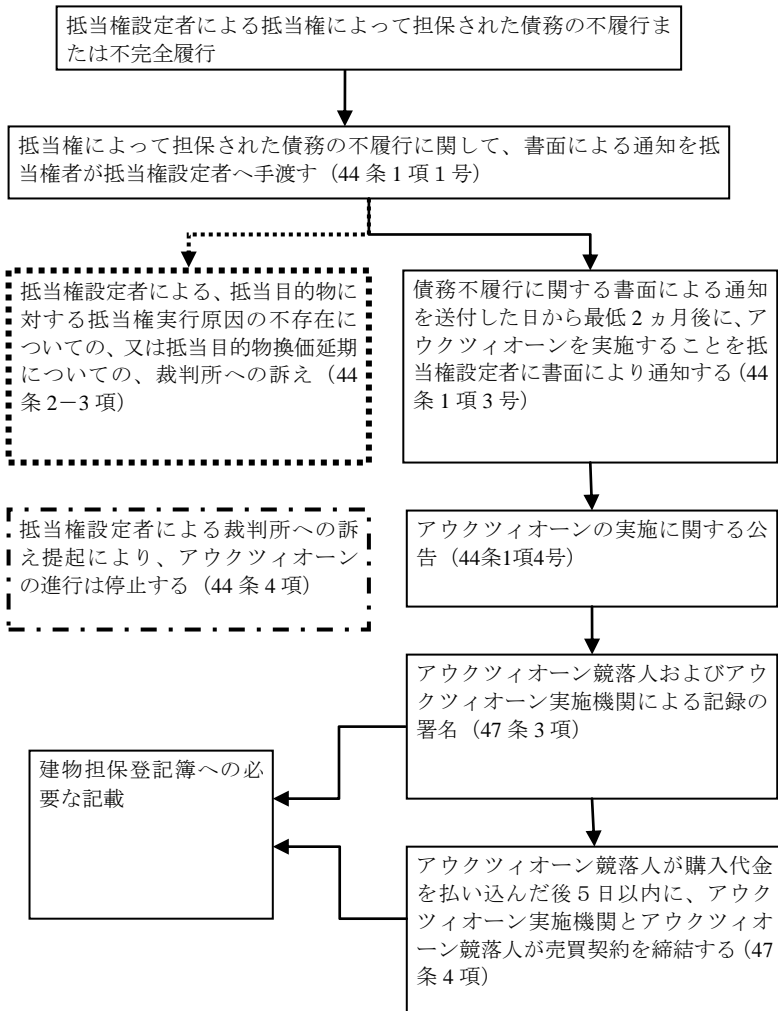 抵当権設定者による抵当権によって担保された債務の不履行ま
たは不完全履行
抵当権によって担保された債務の不履行に関して、書面による通知を抵
当権者が抵当権設定者へ手渡す（44 条 1 項 1 号）
抵当権設定者による、抵当目的物に
対する抵当権実行原因の不存在に
ついての、又は抵当目的物換価延期
についての、裁判所への訴え（44
条 2－3 項）
債務不履行に関する書面による通知
を送付した日から最低 2 ヵ月後に、ア
ウクツィオーンを実施することを抵
当権設定者に書面により通知する（44
条 1 項 3 号）
抵当権設定者による裁判所への訴
え提起により、アウクツィオーン
の進行は停止する（44 条 4 項）
アウクツィオーンの実施に関する公
告（44条1項4号）
アウクツィオーン競落人およびアウ
クツィオーン実施機関による記録の
署名（47 条 3 項）
建物担保登記簿への必
要な記載
アウクツィオーン競落人が購入代金
を払い込んだ後 5 日以内に、アウク
ツィオーン実施機関とアウクツィオ
ーン競落人が売買契約を締結する（47
条 4 項）